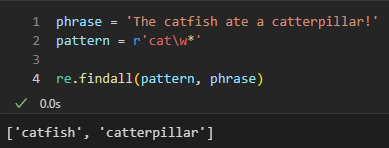 1 phrase = 'The catfish ate a catterpillar!'
2 pattern = r'cat\w*'
3
4 re.findall(pattern, phrase)
✓ 0.0s
['catfish', 'catterpillar']